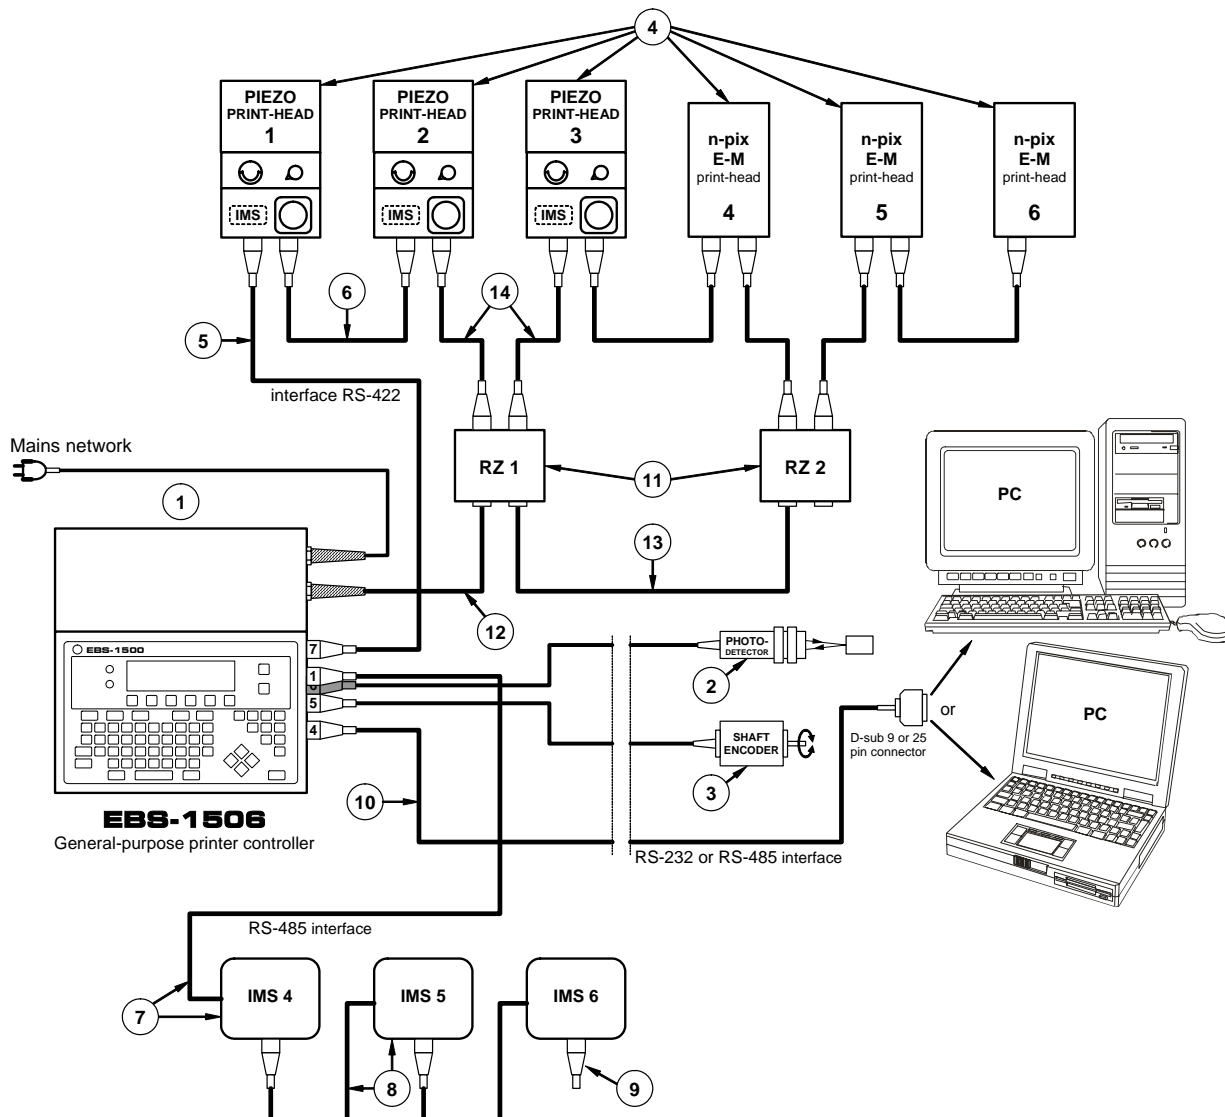 4
PIEZO
PRINT-HEAD
1
IMS
PIEZO
PRINT-HEAD
2
IMS
PIEZO
PRINT-HEAD
3
IMS
n-pix
E-M
print-head
4
n-pix
E-M
print-head
5
n-pix
E-M
print-head
6
5
6
14
interface RS-422
Mains network
1
RZ 1
11
RZ 2
13
12
PC
7
1
5
4
EBS-1500
EBS-1506
General-purpose printer controller
PHOTO-
DETECTOR
2
SHAFT
ENCODER
3
10
RS-232 or RS-485 interface
D-sub 9 or 25
pin connector
or
PC
RS-485 interface
7
IMS 4
IMS 5
8
IMS 6
9